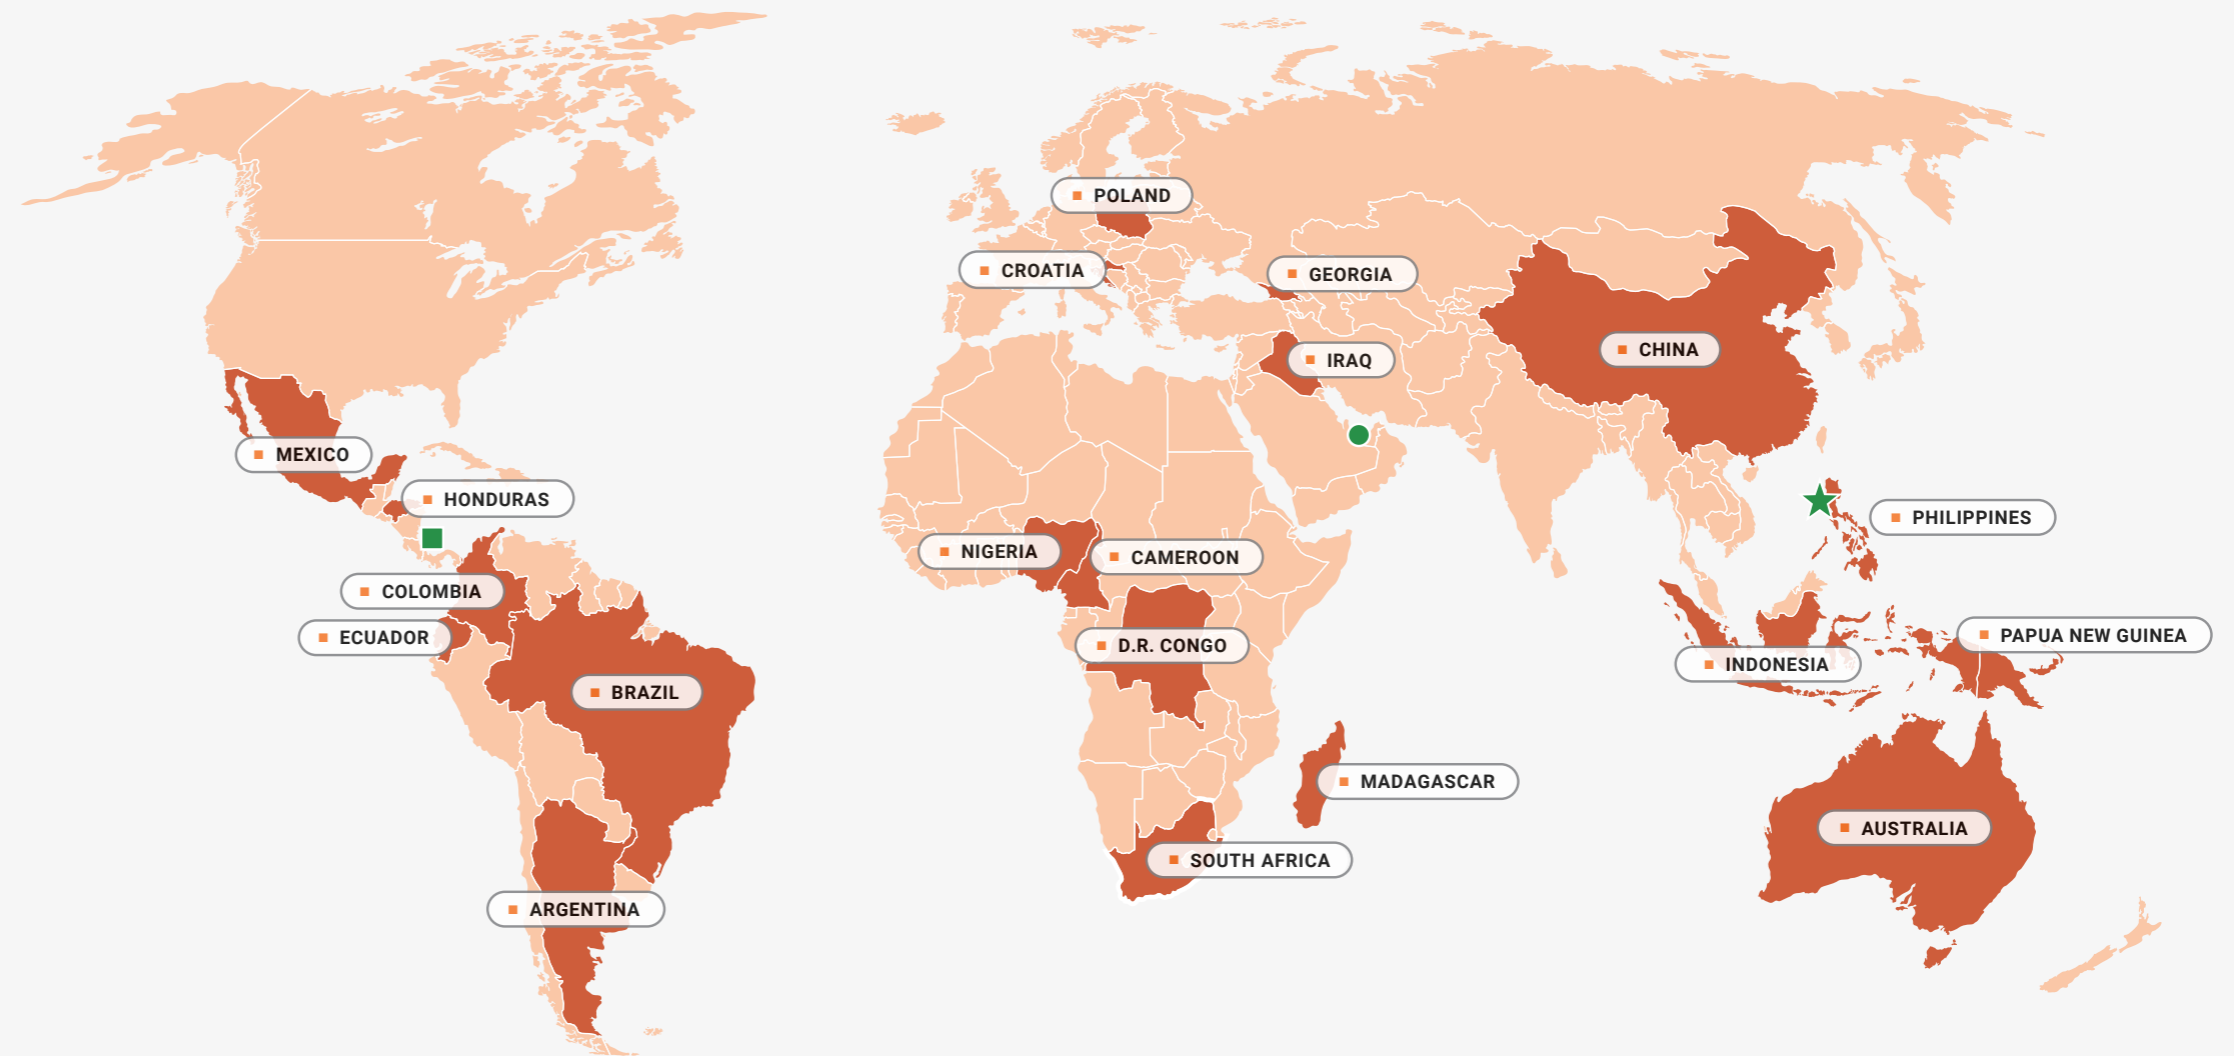 POLAND
CROATIA
GEORGIA
CHINA
IRAQ
MEXICO
HONDURAS
PHILIPPINES
NIGERIA
CAMEROON
COLOMBIA
ECUADOR
D.R. CONGO
PAPUA NEW GUINEA
INDONESIA
BRAZIL
MADAGASCAR
AUSTRALIA
SOUTH AFRICA
ARGENTINA